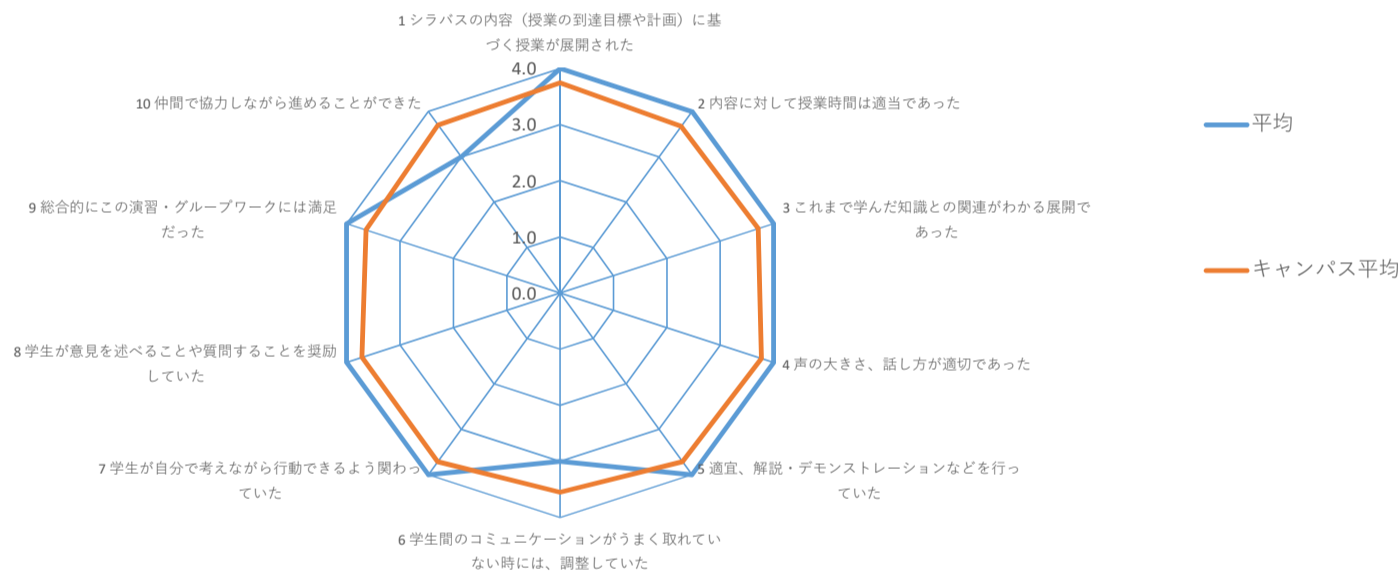 1 シラバスの内容（授業の到達目標や計画）に基
づく授業が展開された
4.0
3.0
2.0
1.0
0.0
2 内容に対して授業時間は適当であった
3 これまで学んだ知識との関連がわかる展開で
あった
4 声の大きさ、話し方が適切であった
5 適宜、解説・デモンストレーションなどを行っ
ていた
6 学生間のコミュニケーションがうまく取れてい
ない時には、調整していた
7 学生が自分で考えながら行動できるよう関わっ
ていた
8 学生が意見を述べることや質問することを奨励
していた
9 総合的にこの演習・グループワークには満足
だった
10 仲間で協力しながら進めることができた
平均
キャンパス平均